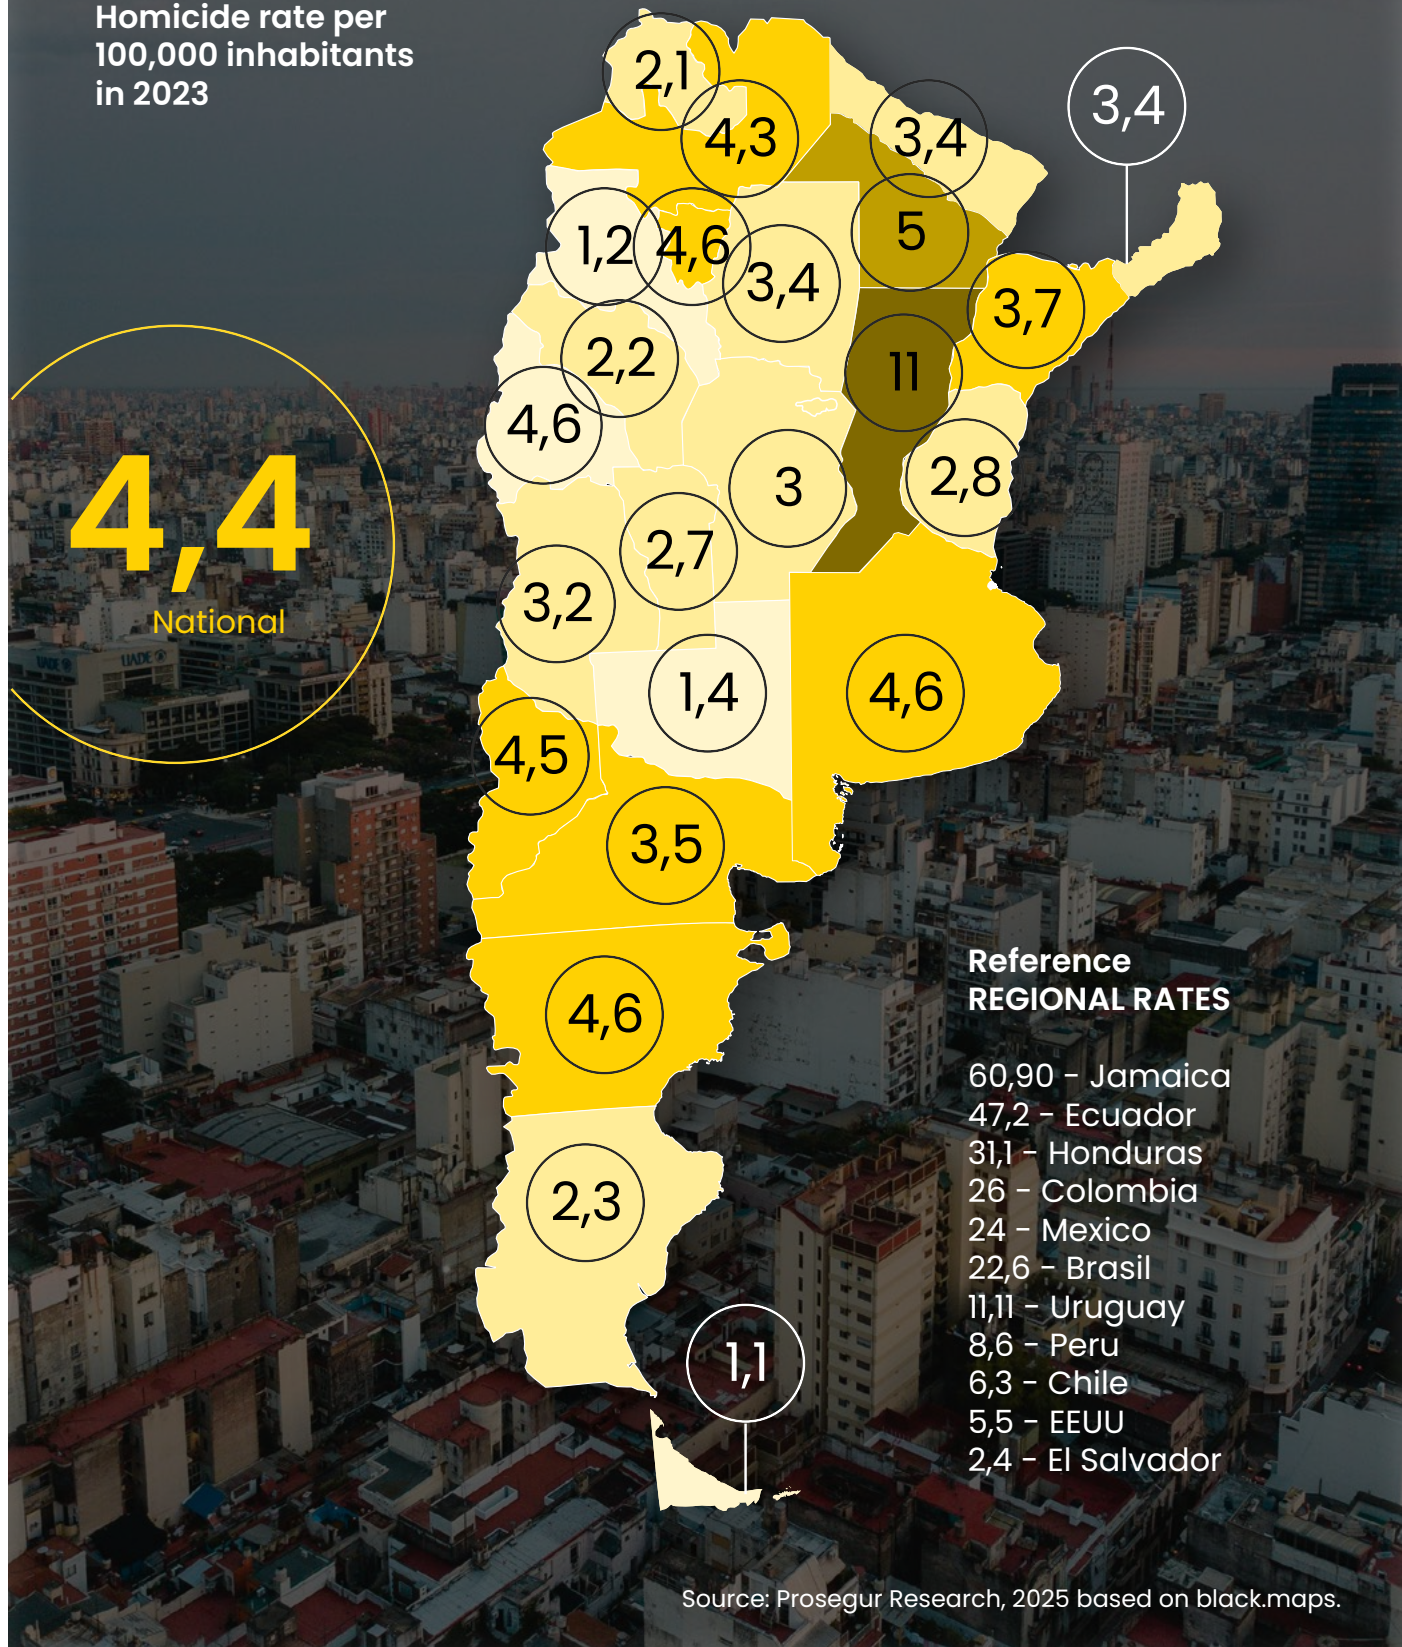 Homicide rate per
100,000 inhabitants
in 2023
2,1
4,3
3,4
3,4
1,2
4,6
3,4
5
3,7
2,2
11
4,6
3
2,8
2,7
3,2
1,4
4,6
4,5
3,5
4,6
2,3
1,1
4,4
National
UADE
UADE
Reference
REGIONAL RATES
60,90 - Jamaica
47,2 - Ecuador
31,1 - Honduras
26 - Colombia
24 - Mexico
22,6 - Brasil
11,11 - Uruguay
8,6 - Peru
6,3 - Chile
5,5 - EEUU
2,4 - El Salvador
Source: Prosegur Research, 2025 based on black.maps.